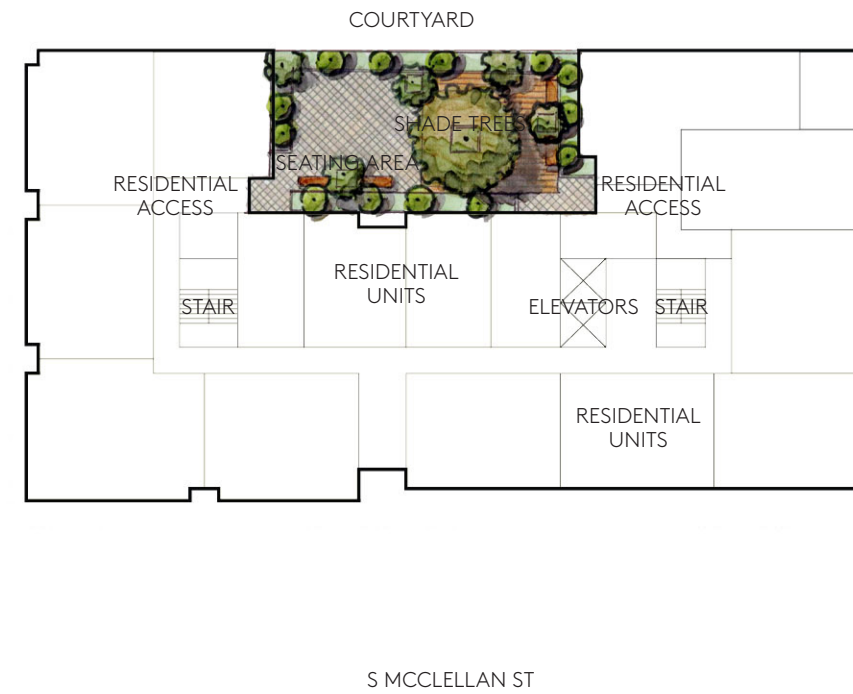 COURTYARD
SHADE TREES
SEATING AREA
RESIDENTIAL
ACCESS
RESIDENTIAL
ACCESS
RESIDENTIAL
UNITS
STAIR
ELEVATORS
STAIR
RESIDENTIAL
UNITS
S MCCLELLAN ST